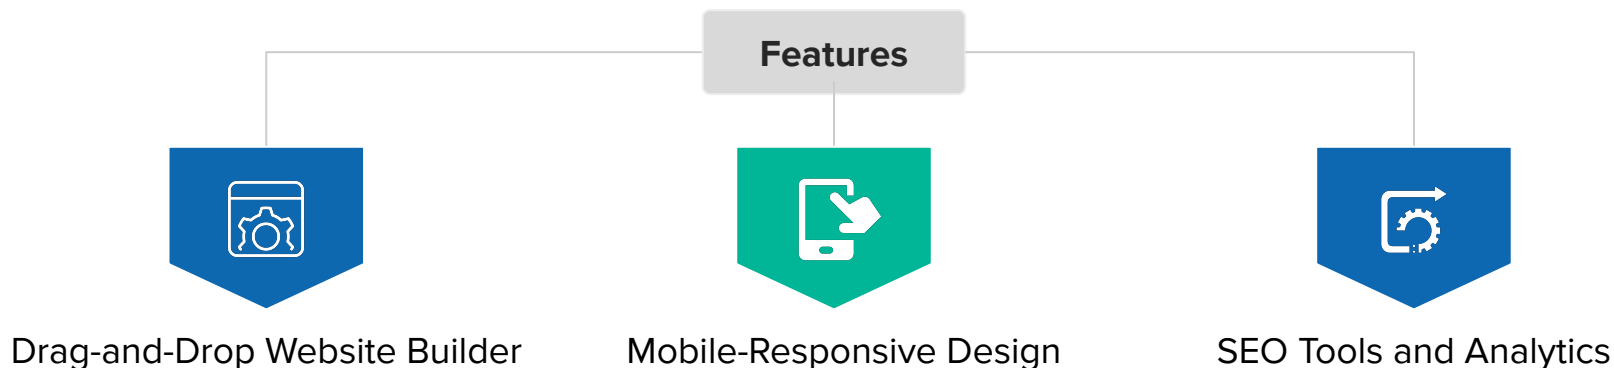 Features
Drag-and-Drop Website Builder
Mobile-Responsive Design
SEO Tools and Analytics